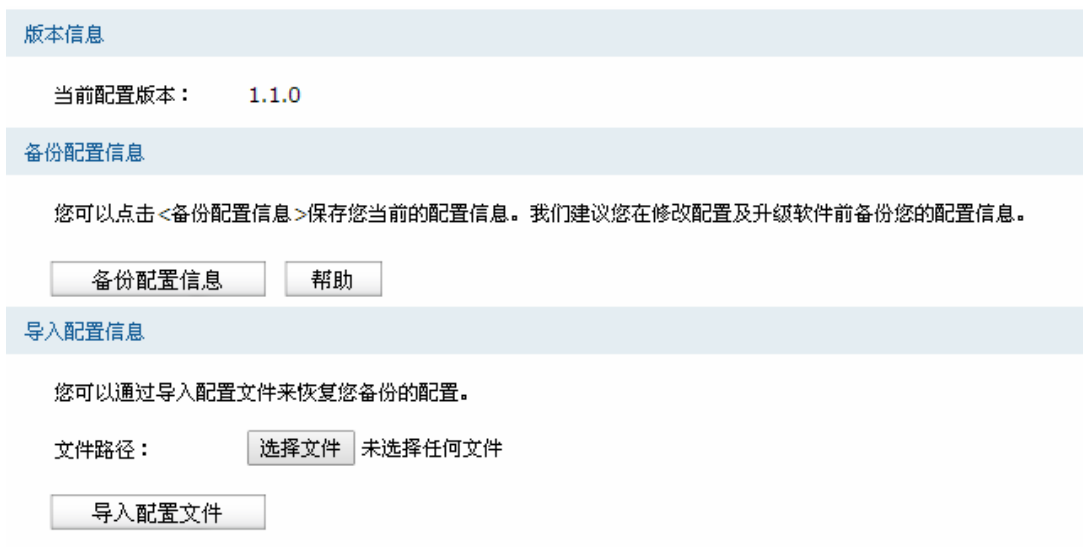 版本信息
当前配置版本： 1.1.0
备份配置信息
您可以点击<备份配置信息>保存您当前的配置信息。我们建议您在修改配置及升级软件前备份您的配置信息。
备份配置信息 帮助
导入配置信息
您可以通过导入配置文件来恢复您备份的配置。
文件路径： 选择文件 未选择任何文件
导入配置文件